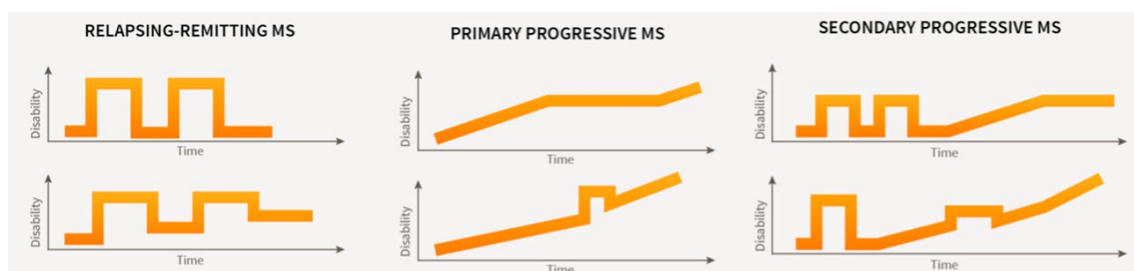 RELAPSING-REMITTING MS
Disability
Time
Disability
Time
PRIMARY PROGRESSIVE MS
Disability
Time
Disability
Time
SECONDARY PROGRESSIVE MS
Disability
Time
Disability
Time